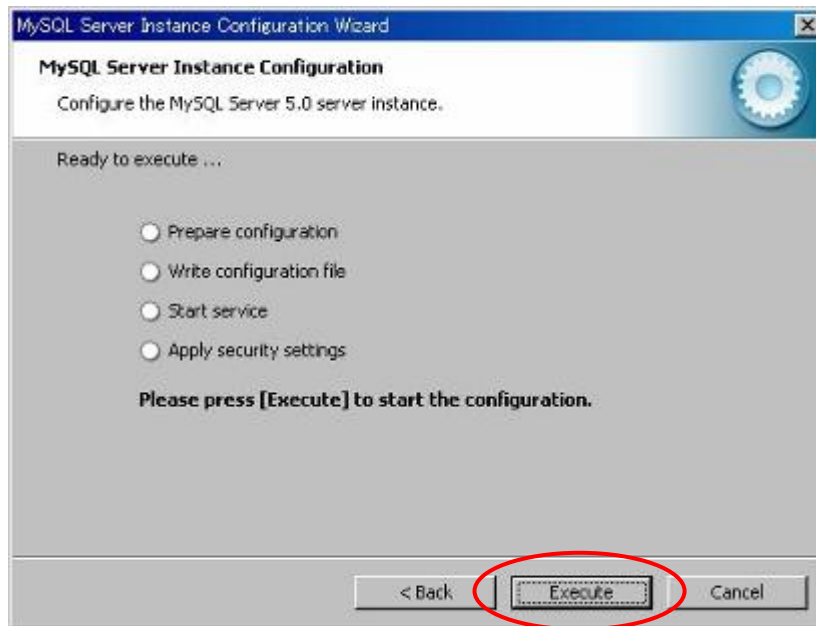 MySQL Server Instance Configuration Wizard
MySQL Server Instance Configuration
Configure the MySQL Server 5.0 server instance.
Ready to execute ...
Prepare configuration
Write configuration file
Start service
Apply security settings
Please press [Execute] to start the configuration.
< Back Execute Cancel